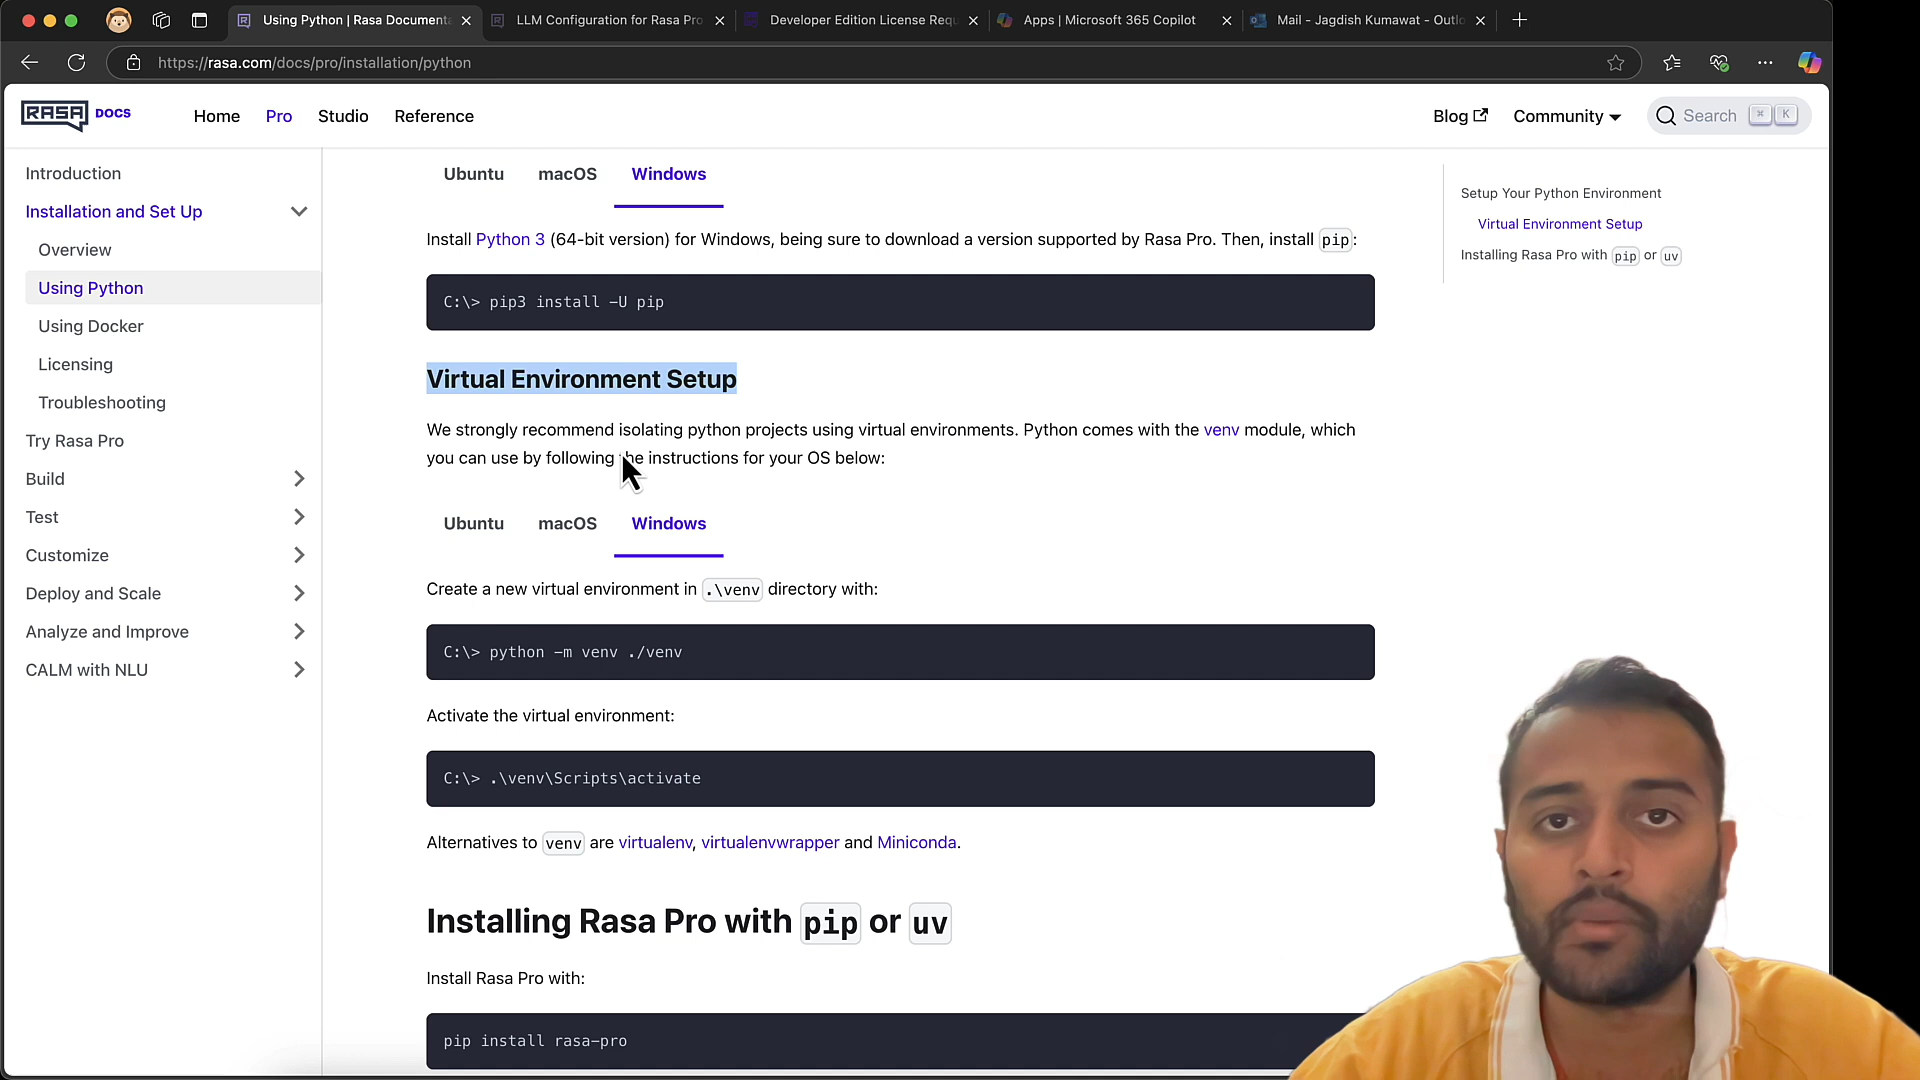 Using Python | Rasa Documenta
LLM Configuration for Rasa Pro
Developer Edition License Requ
Apps | Microsoft 365 Copilot
Mail - Jagdish Kumawat - Outlo
https://rasa.com/docs/pro/installation/python
RASA DOCS
Home
Pro
Studio
Reference
Blog
Community
Search
K
Introduction
Installation and Set Up
Overview
Using Python
Using Docker
Licensing
Troubleshooting
Try Rasa Pro
Build
Test
Customize
Deploy and Scale
Analyze and Improve
CALM with NLU
Ubuntu macOS Windows
Install Python 3 (64-bit version) for Windows, being sure to download a version supported by Rasa Pro. Then, install pip:
C:\> pip3 install -U pip
Virtual Environment Setup
We strongly recommend isolating python projects using virtual environments. Python comes with the venv module, which
you can use by following the instructions for your OS below:
Ubuntu macOS Windows
Create a new virtual environment in .\venv directory with:
C:\> python -m venv ./venv
Activate the virtual environment:
C:\> .\venv\Scripts\activate
Alternatives to venv are virtualenv, virtualenvwrapper and Miniconda.
Installing Rasa Pro with pip or uv
Install Rasa Pro with:
pip install rasa-pro
Setup Your Python Environment
Virtual Environment Setup
Installing Rasa Pro with pip or uv